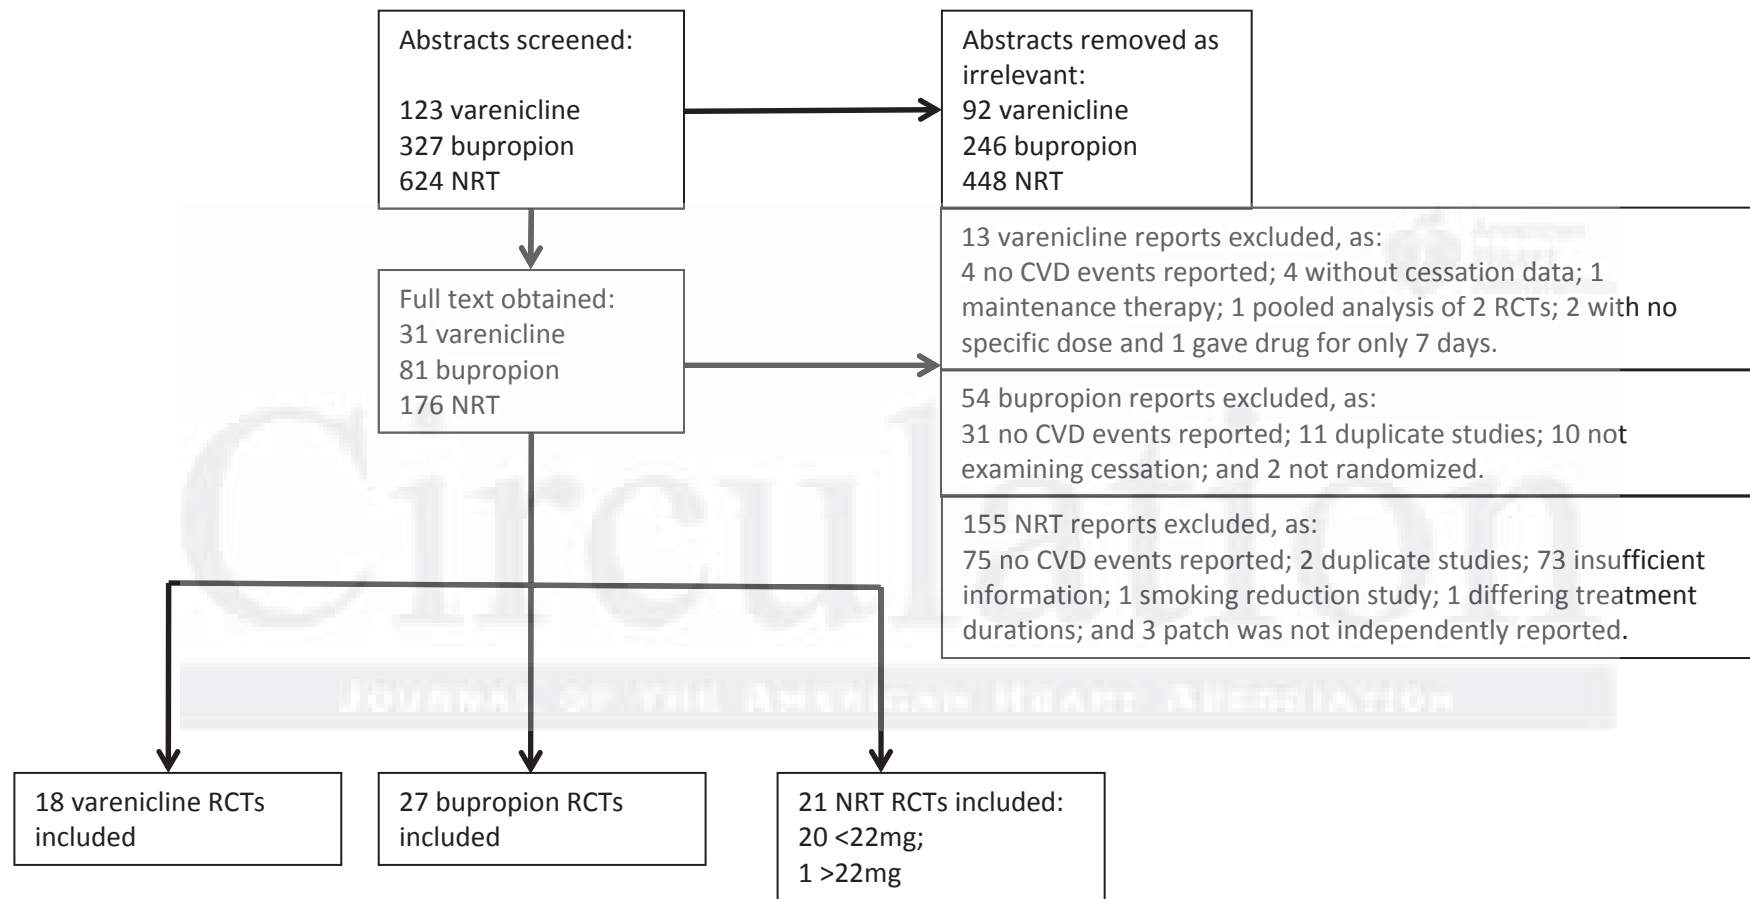 Abstracts screened:
123 varenicline
327 bupropion
624 NRT
Abstracts removed as
irrelevant:
92 varenicline
246 bupropion
448 NRT
Full text obtained:
31 varenicline
81 bupropion
176 NRT
13 varenicline reports excluded, as:
4 no CVD events reported; 4 without cessation data; 1
maintenance therapy; 1 pooled analysis of 2 RCTs; 2 with no
specific dose and 1 gave drug for only 7 days.
54 bupropion reports excluded, as:
31 no CVD events reported; 11 duplicate studies; 10 not
examining cessation; and 2 not randomized.
155 NRT reports excluded, as:
75 no CVD events reported; 2 duplicate studies; 73 insufficient
information; 1 smoking reduction study; 1 differing treatment
durations; and 3 patch was not independently reported.
Circulation
JOURNAL OF THE AMERICAN HEART ASSOCIATION
18 varenicline RCTs
included
27 bupropion RCTs
included
21 NRT RCTs included:
20 <22mg;
1 >22mg